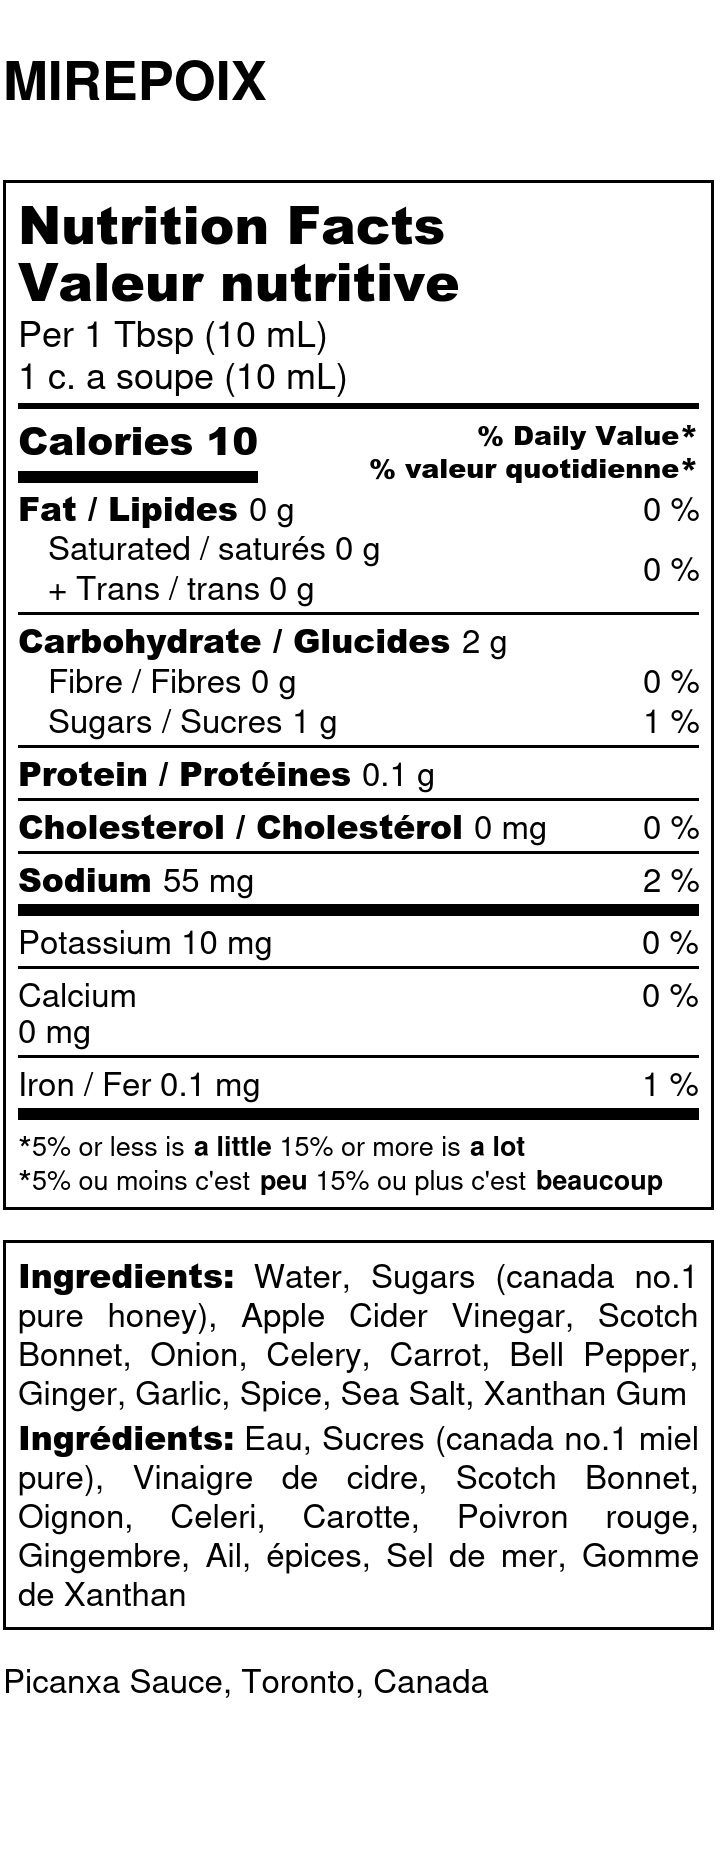 MIREPOIX
Nutrition Facts
Valeur nutritive
Per 1 Tbsp (10 mL)
1 c. a soupe (10 mL)
Calories 10
% Daily Value*
% valeur quotidienne*
Fat / Lipides 0 g 0 %
Saturated / saturés 0 g
+ Trans / trans 0 g 0 %
Carbohydrate / Glucides 2 g
Fibre / Fibres 0 g 0 %
Sugars / Sucres 1 g 1 %
Protein / Protéines 0.1 g
Cholesterol / Cholestérol 0 mg 0 %
Sodium 55 mg 2 %
Potassium 10 mg 0 %
Calcium 0 %
0 mg
Iron / Fer 0.1 mg 1 %
*5% or less is a little 15% or more is a lot
*5% ou moins c'est peu 15% ou plus c'est beaucoup
Ingredients: Water, Sugars (canada no.1
pure honey), Apple Cider Vinegar, Scotch
Bonnet, Onion, Celery, Carrot, Bell Pepper,
Ginger, Garlic, Spice, Sea Salt, Xanthan Gum
Ingrédients: Eau, Sucres (canada no.1 miel
pure), Vinaigre de cidre, Scotch Bonnet,
Oignon, Celeri, Carotte, Poivron rouge,
Gingembre, Ail, épices, Sel de mer, Gomme
de Xanthan
Picanxa Sauce, Toronto, Canada